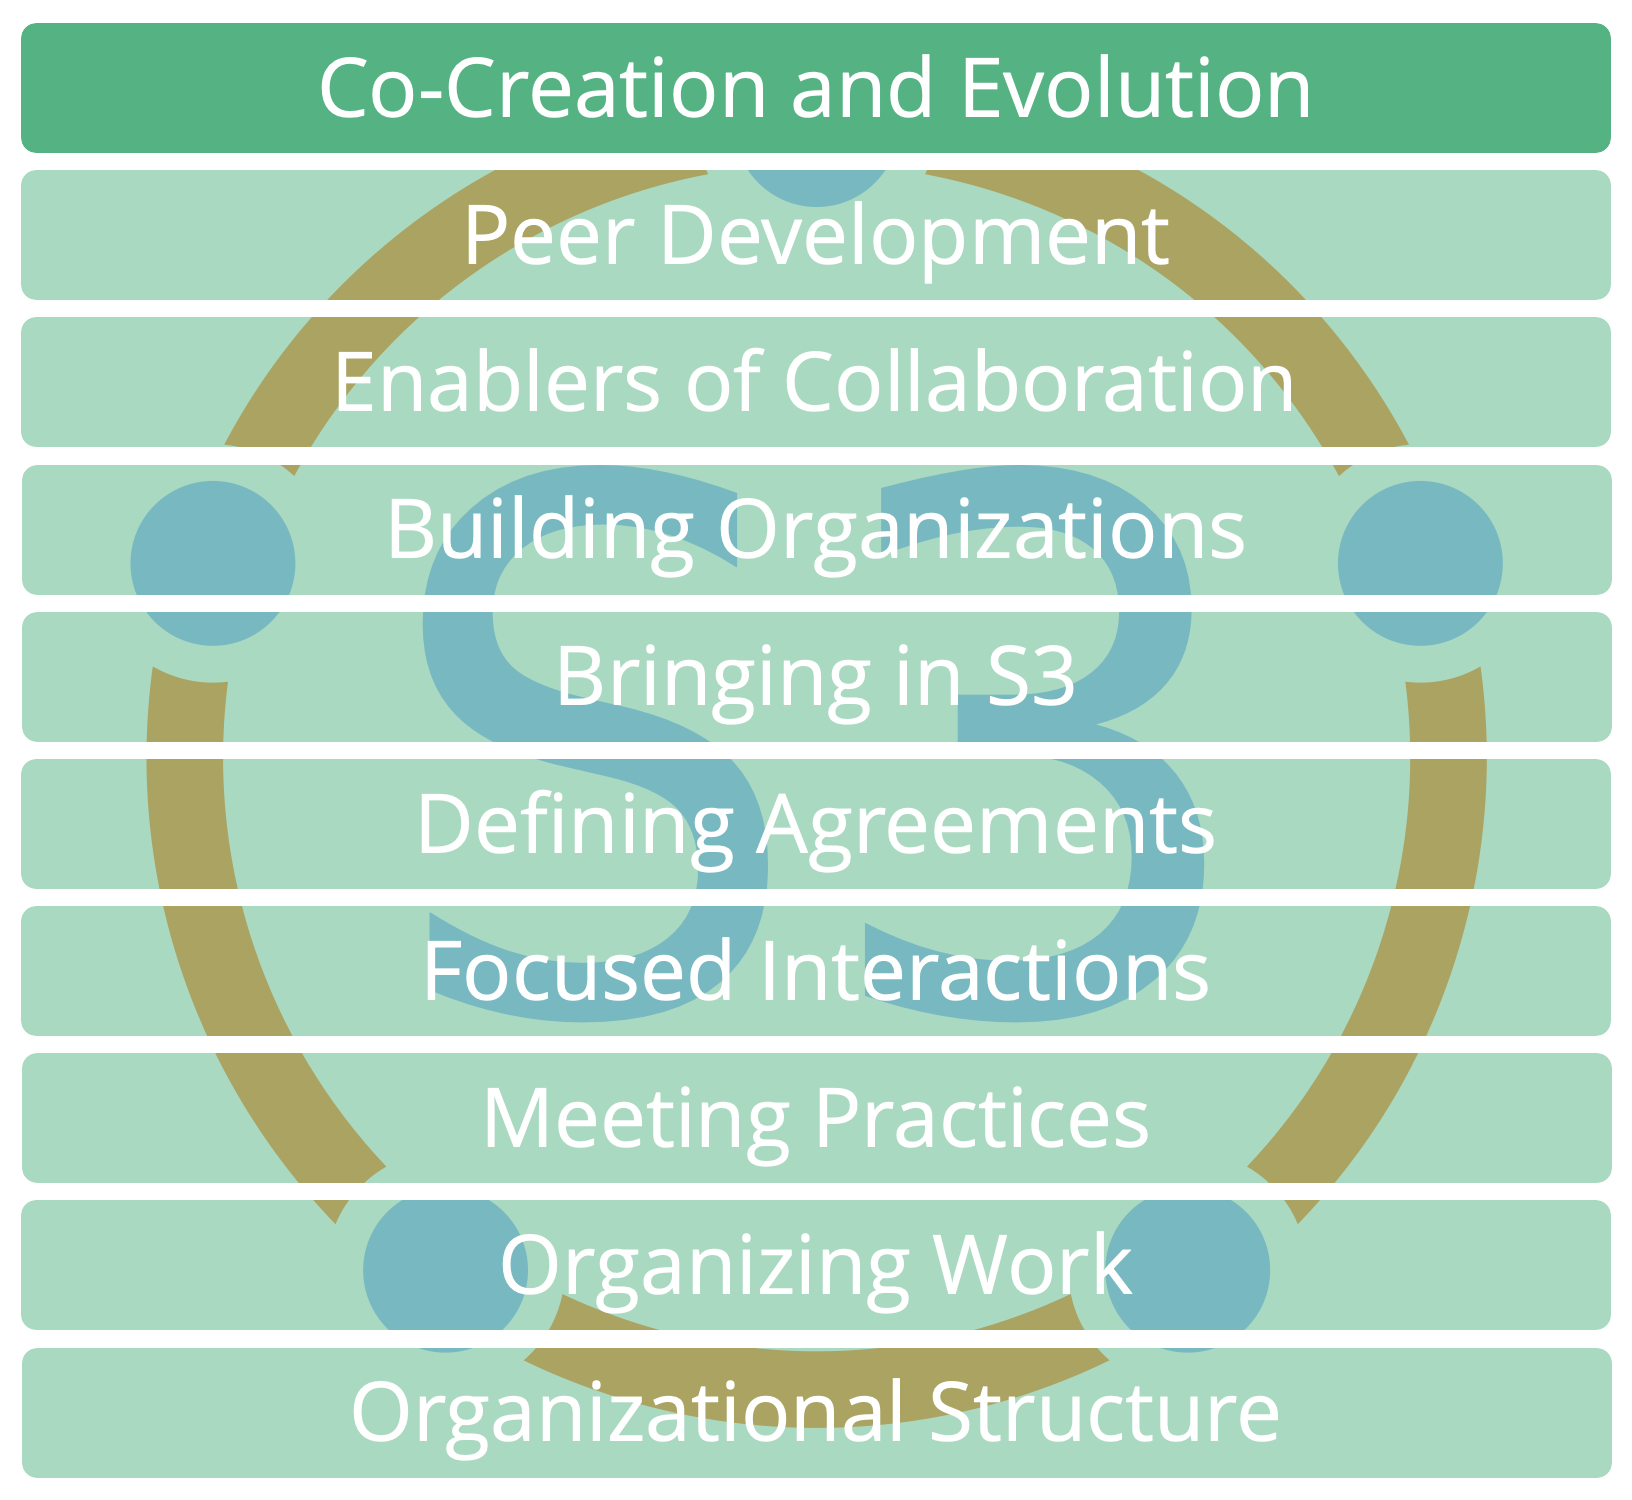 Co-Creation and Evolution
Peer Development
Enablers of Collaboration
Building Organizations
Bringing in S3
Defining Agreements
Focused Interactions
Meeting Practices
Organizing Work
Organizational Structure
S3